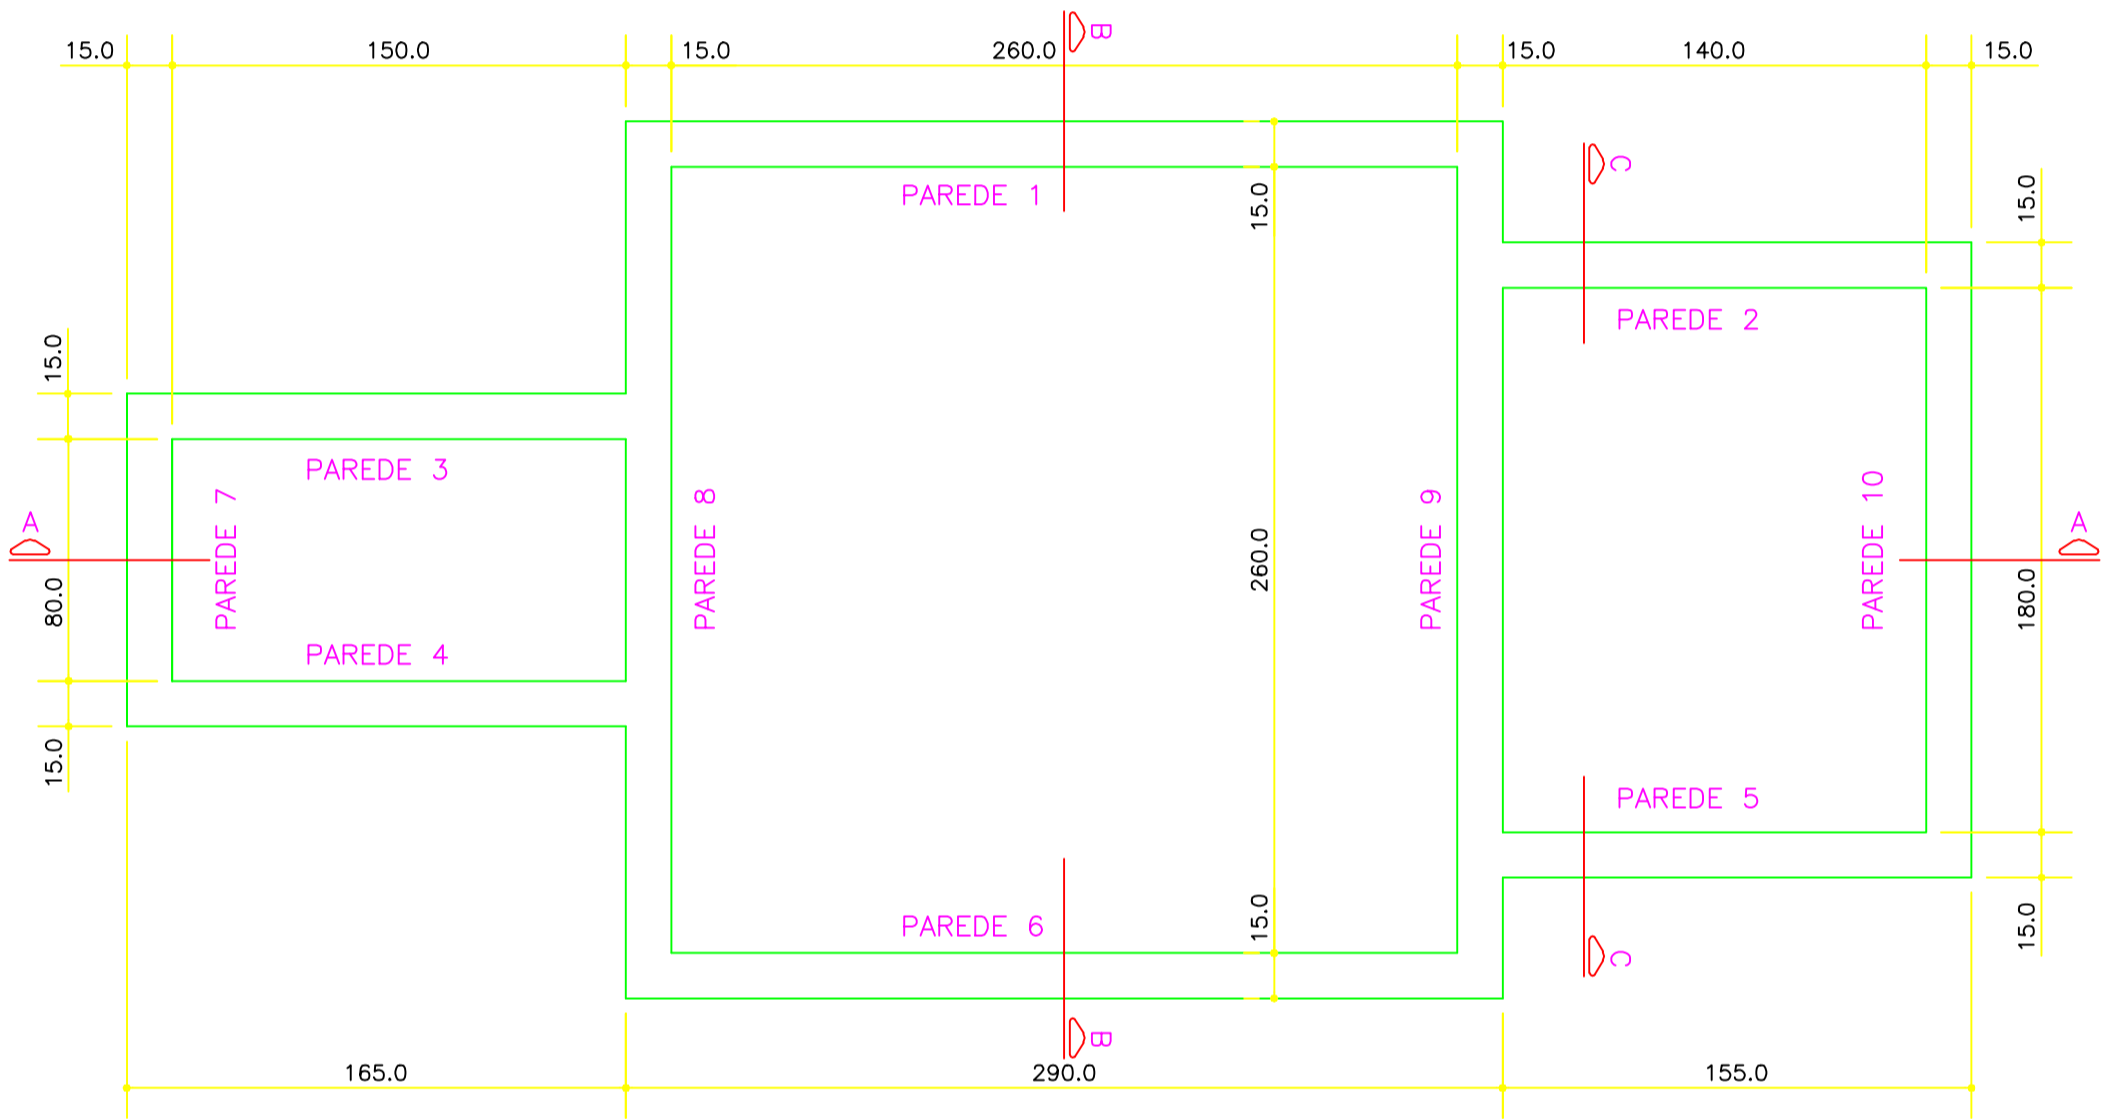 B
15.0 150.0 15.0 260.0 15.0 140.0 15.0
C
PAREDE 1
15.0
15.0
PAREDE 2
15.0
PAREDE 3
PAREDE 7
PAREDE 8
PAREDE 9
PAREDE 10
A
A
80.0
260.0
180.0
PAREDE 4
15.0
PAREDE 5
PAREDE 6
15.0
15.0
C
B
165.0 290.0 155.0